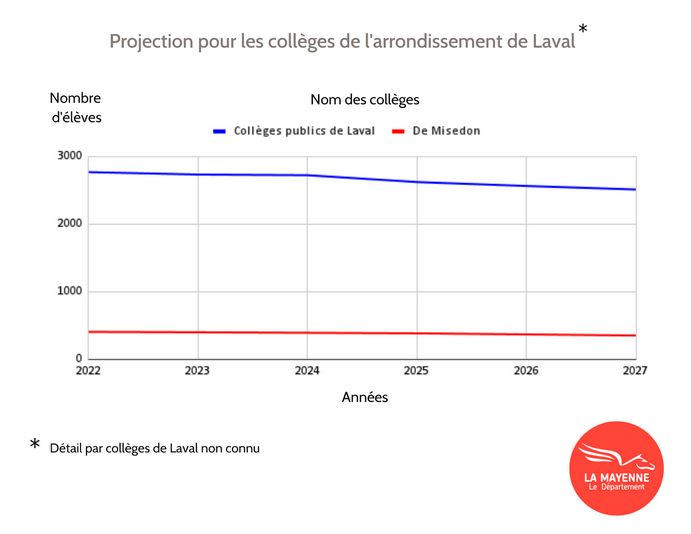 Projection pour les collèges de l'arrondissement de Laval*
Nombre
d'élèves
Nom des collèges
Collèges publics de Laval De Misedon
3000
2000
1000
0
2022 2023 2024 2025 2026 2027
Années
* Détail par collèges de Laval non connu
LA MAYENNE
Le Département